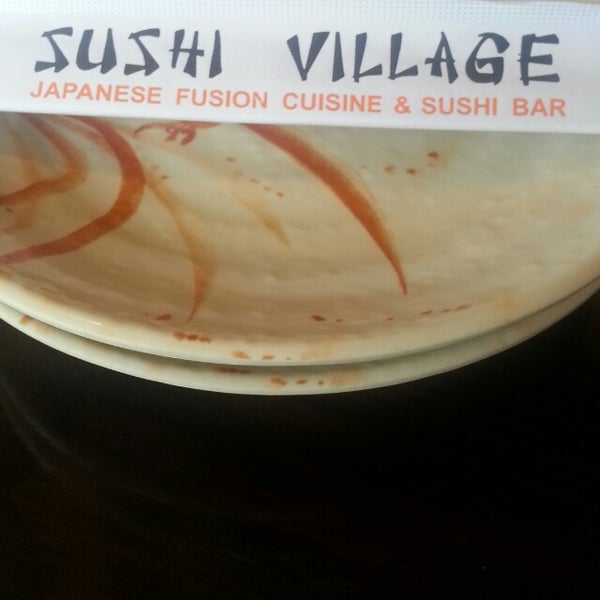 SUSHI VILLAGE
JAPANESE FUSION CUISINE & SUSHI BAR